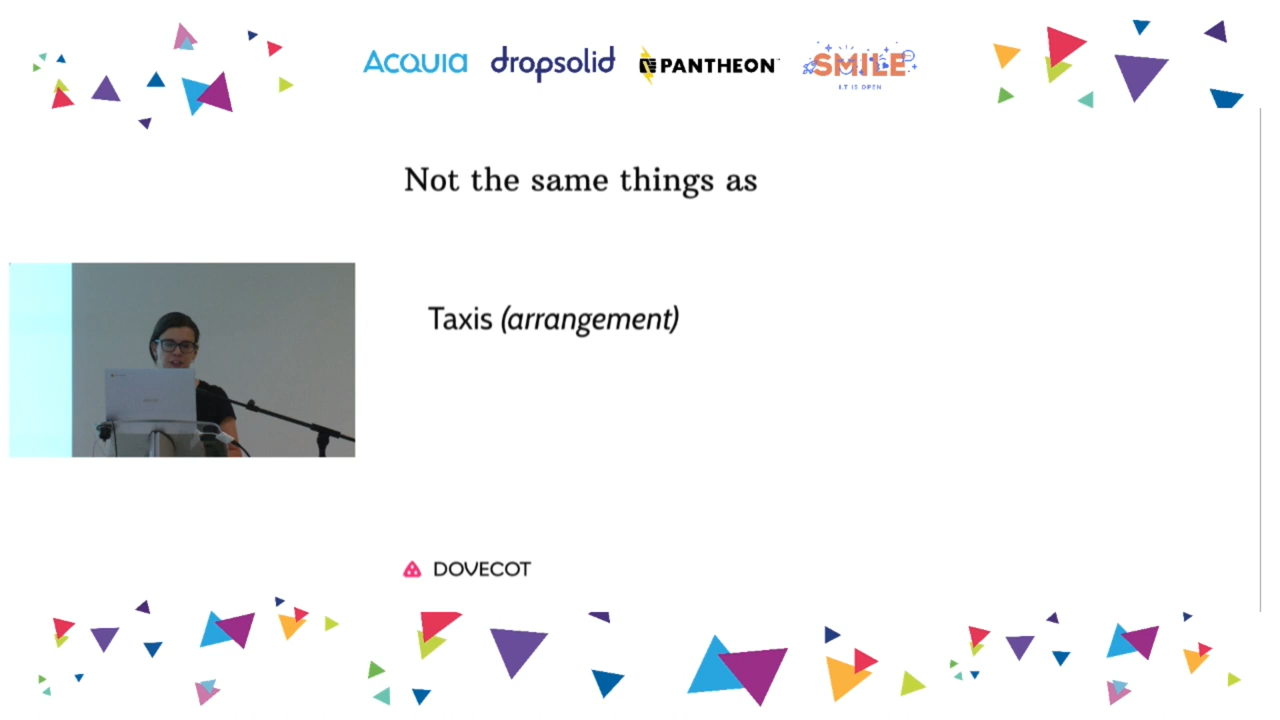 Acquia dropsolid PANTHEON SMILE
I.T IS OPEN
Not the same things as
Taxis (arrangement)
DOVECOT